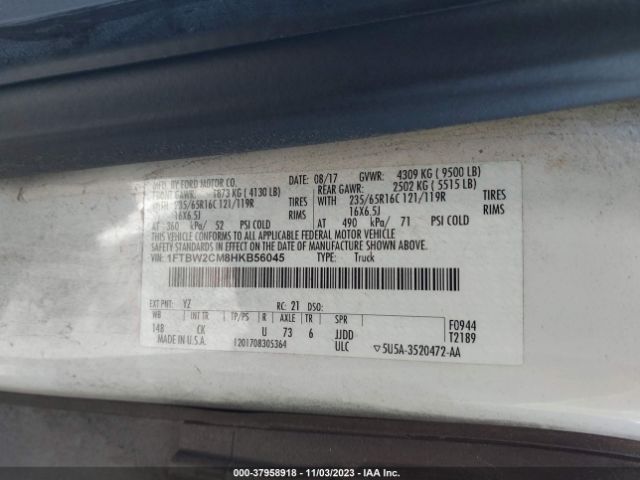 MFD. BY FORD MOTOR CO.
DATE: 08/17 GVWR: 4309 KG ( 9500 LB)
FRONT GAWR: 1873 KG ( 4130 LB) REAR GAWR: 2502 KG ( 5515 LB)
WITH 235/65R16C 121/119R TIRES WITH 235/65R16C 121/119R TIRES
16X6.5J RIMS 16X6.5J RIMS
AT 360 kPa/ 52 PSI COLD AT 490 kPa/ 71 PSI COLD
THIS VEHICLE CONFORMS TO ALL APPLICABLE FEDERAL MOTOR VEHICLE
SAFETY STANDARDS IN EFFECT ON THE DATE OF MANUFACTURE SHOWN ABOVE.
VIN: 1FTBW2CM8HKB56045 TYPE: Truck
EXT PNT: YZ RC: 21 DSO:
WB INT TR TP/PS R AXLE TR SPR F0944
148 CK U 73 6 JJDD T2189
MADE IN U.S.A. 1201708305364 ULC ▽5U5A-3520472-AA
000-37958918 - 11/03/2023 - IAA